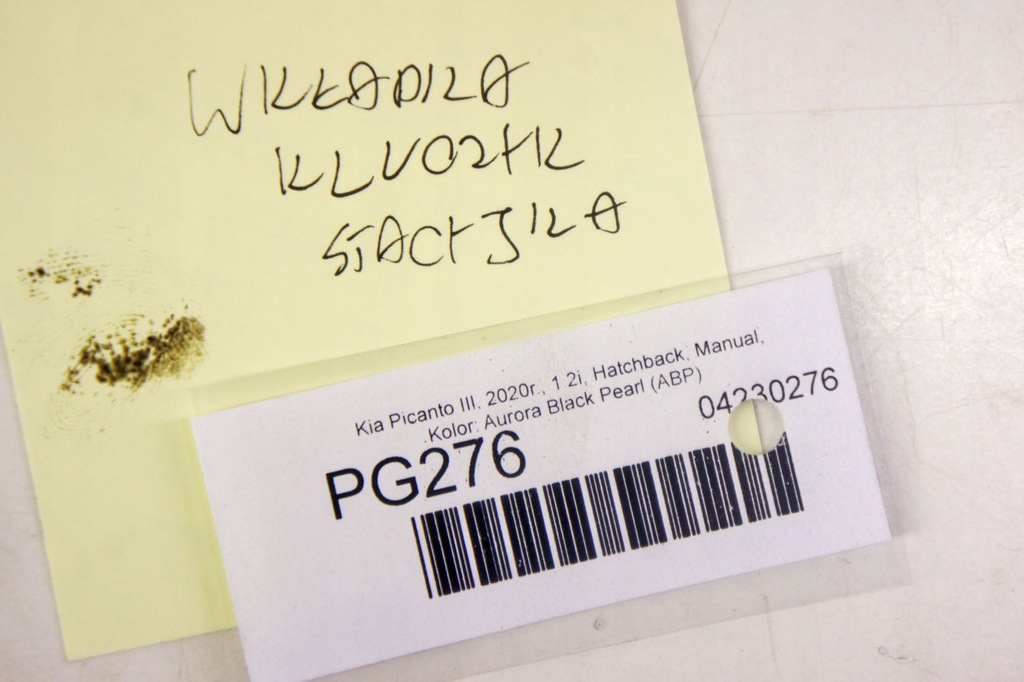 WKŁADKA
KLUCZYK
STACYJKA
Kia Picanto III, 2020r., 1.2i, Hatchback, Manual,
Kolor: Aurora Black Pearl (ABP)
04230276
PG276